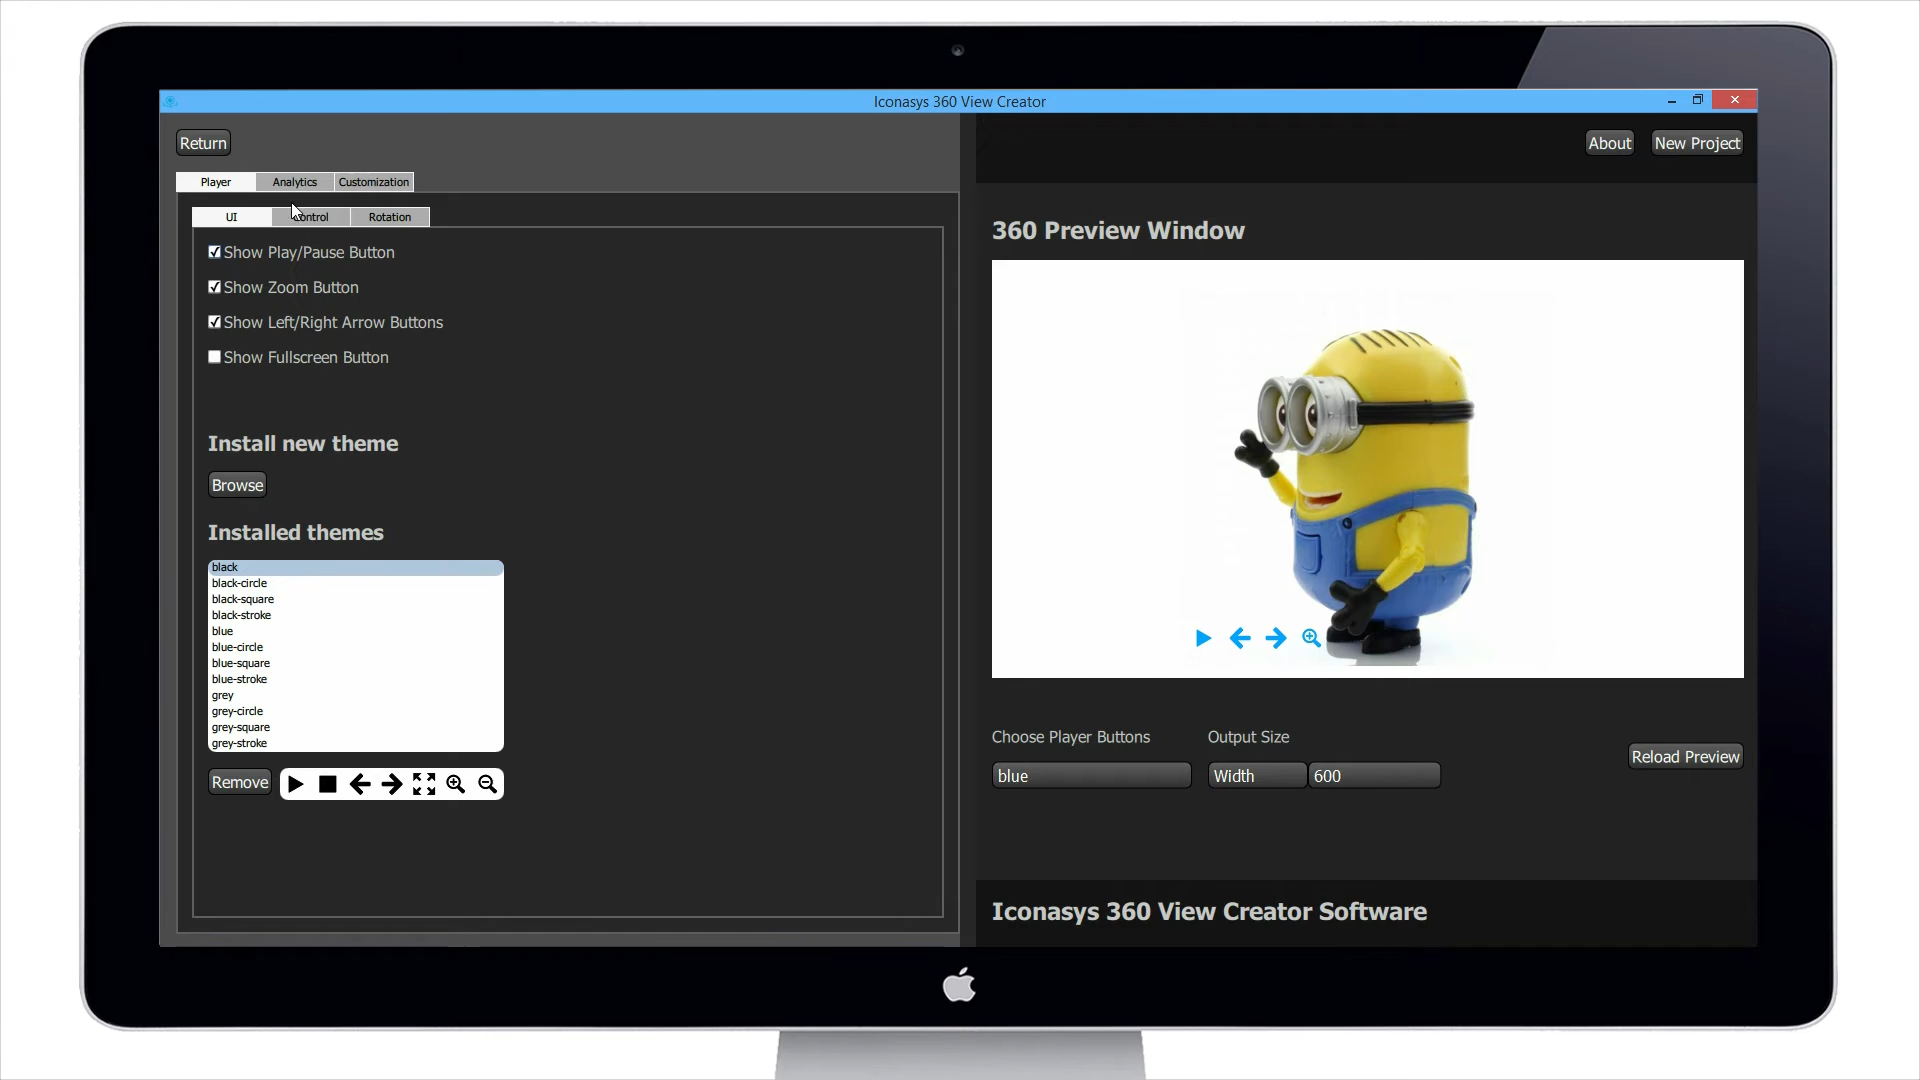 Iconasys 360 View Creator
Return
About
New Project
Player
Analytics
Customization
UI
Rotation
Show Play/Pause Button
Show Zoom Button
Show Left/Right Arrow Buttons
Show Fullscreen Button
Install new theme
Browse
Installed themes
black
black-circle
black-square
black-stroke
blue
blue-circle
blue-square
blue-stroke
grey
grey-circle
grey-square
grey-stroke
Remove
360 Preview Window
Choose Player Buttons
Output Size
blue
Width
600
Reload Preview
Iconasys 360 View Creator Software